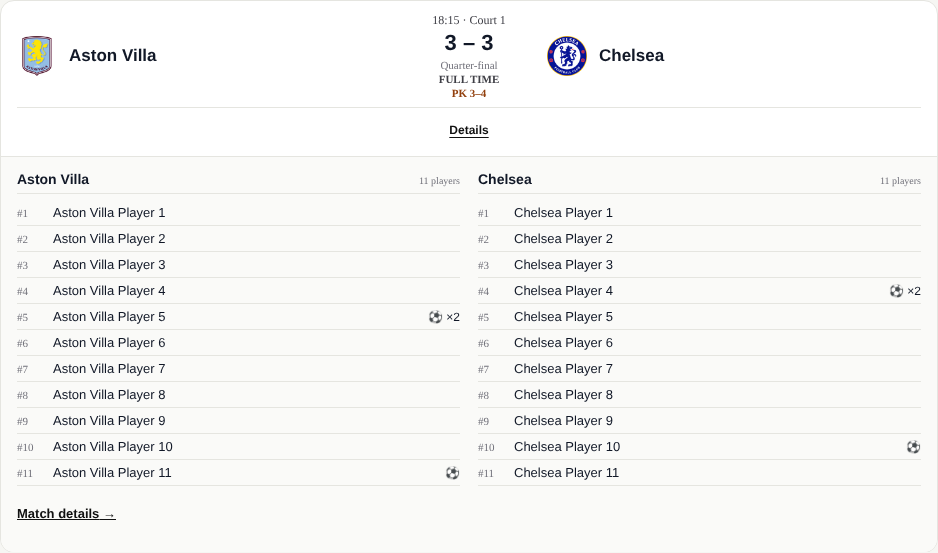 18:15 · Court 1
Aston Villa
3 – 3
Chelsea
Quarter-final
FULL TIME
PK 3–4
Details
Aston Villa 11 players
#1 Aston Villa Player 1
#2 Aston Villa Player 2
#3 Aston Villa Player 3
#4 Aston Villa Player 4
#5 Aston Villa Player 5 ⚽ ×2
#6 Aston Villa Player 6
#7 Aston Villa Player 7
#8 Aston Villa Player 8
#9 Aston Villa Player 9
#10 Aston Villa Player 10
#11 Aston Villa Player 11 ⚽
Chelsea 11 players
#1 Chelsea Player 1
#2 Chelsea Player 2
#3 Chelsea Player 3
#4 Chelsea Player 4 ⚽ ×2
#5 Chelsea Player 5
#6 Chelsea Player 6
#7 Chelsea Player 7
#8 Chelsea Player 8
#9 Chelsea Player 9
#10 Chelsea Player 10 ⚽
#11 Chelsea Player 11
Match details →